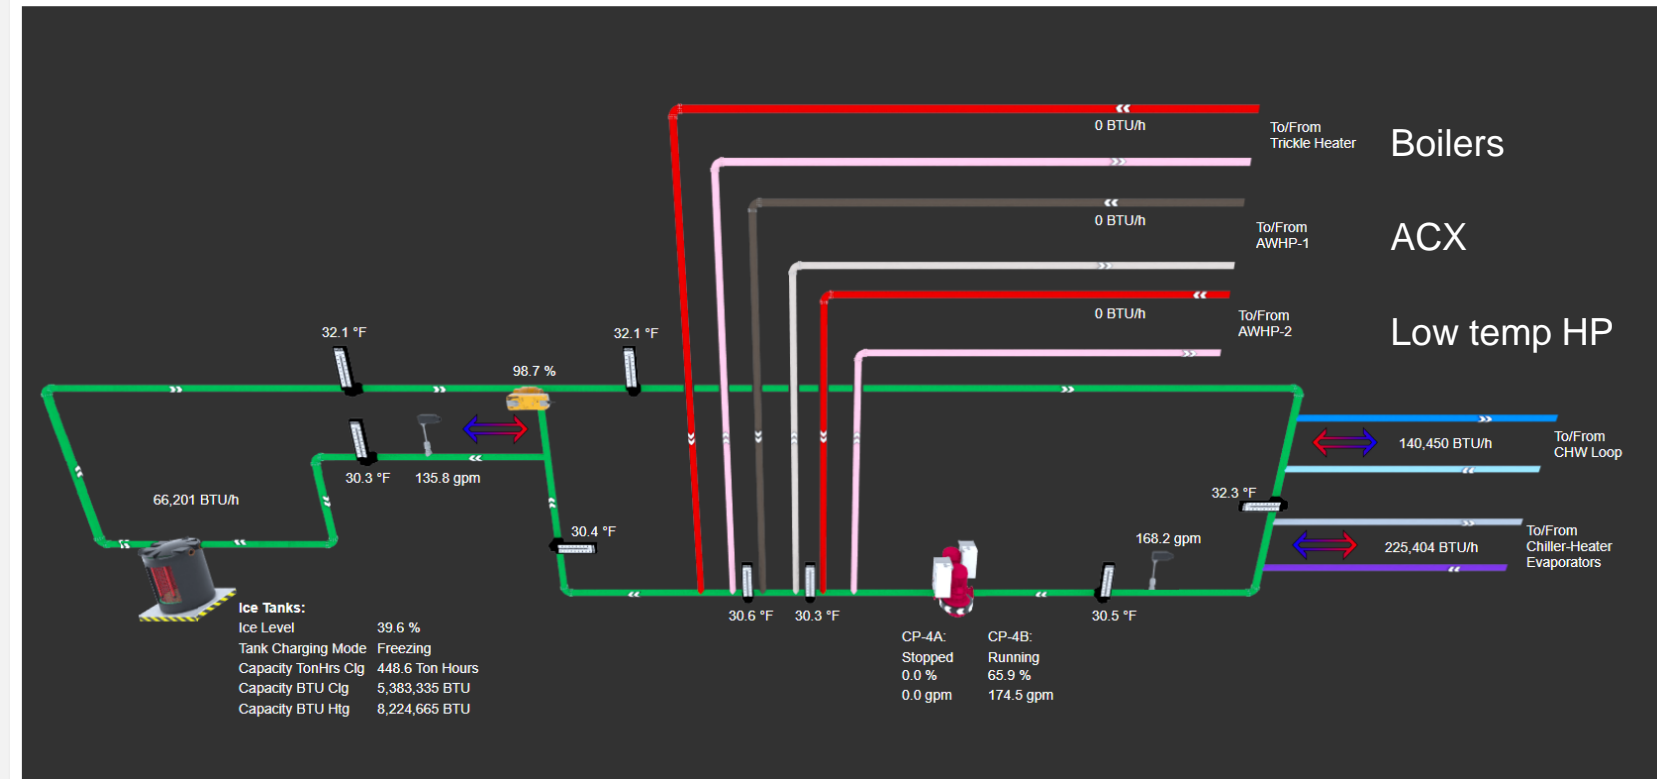 0 BTU/h
To/From
Trickle Heater
Boilers
0 BTU/h
To/From
AWHP-1
ACX
0 BTU/h
To/From
AWHP-2
Low temp HP
32.1 °F
32.1 °F
98.7 %
30.3 °F
135.8 gpm
66,201 BTU/h
30.4 °F
140,450 BTU/h
To/From
CHW Loop
32.3 °F
168.2 gpm
225,404 BTU/h
To/From
Chiller-Heater
Evaporators
30.6 °F
30.3 °F
30.5 °F
Ice Tanks:
Ice Level 39.6 %
Tank Charging Mode Freezing
Capacity TonHrs Clg 448.6 Ton Hours
Capacity BTU Clg 5,383,335 BTU
Capacity BTU Htg 8,224,665 BTU
CP-4A: CP-4B:
Stopped Running
0.0 % 65.9 %
0.0 gpm 174.5 gpm